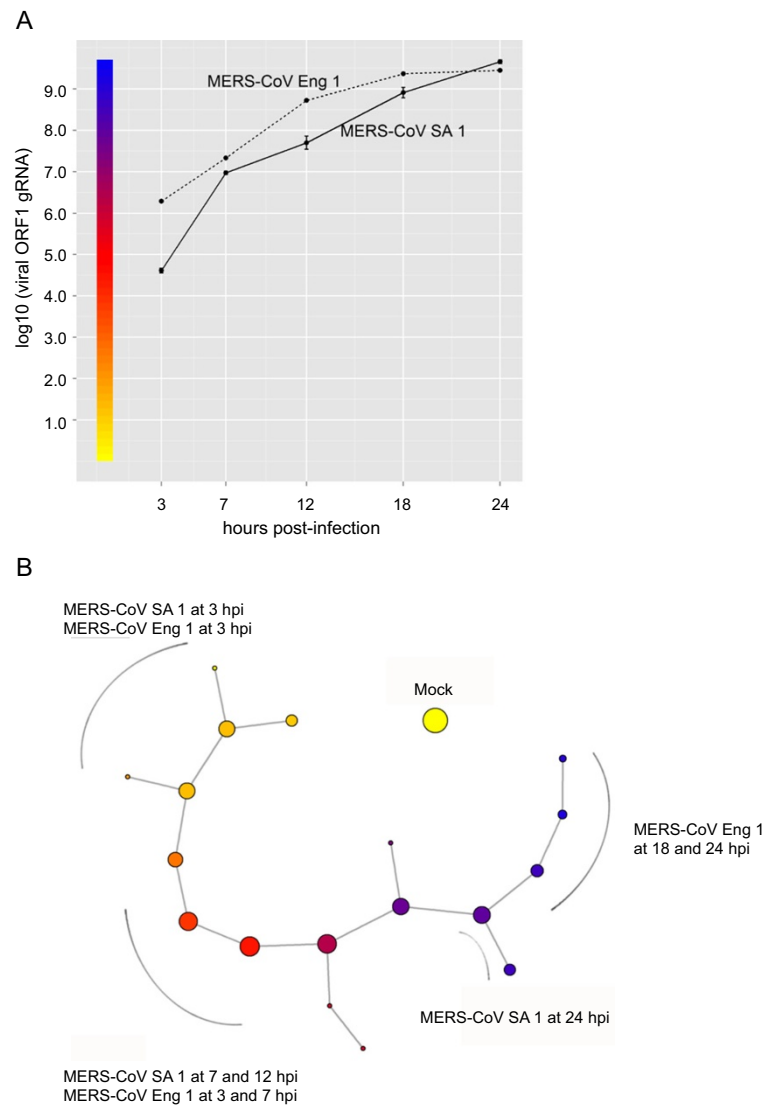 A
MERS-CoV Eng 1
MERS-CoV SA 1
log10 (viral ORF1 gRNA)
9.0
8.0
7.0
6.0
5.0
4.0
3.0
2.0
1.0
3
7
12
18
24
hours post-infection
B
MERS-CoV SA 1 at 3 hpi
MERS-CoV Eng 1 at 3 hpi
Mock
MERS-CoV Eng 1
at 18 and 24 hpi
MERS-CoV SA 1 at 24 hpi
MERS-CoV SA 1 at 7 and 12 hpi
MERS-CoV Eng 1 at 3 and 7 hpi